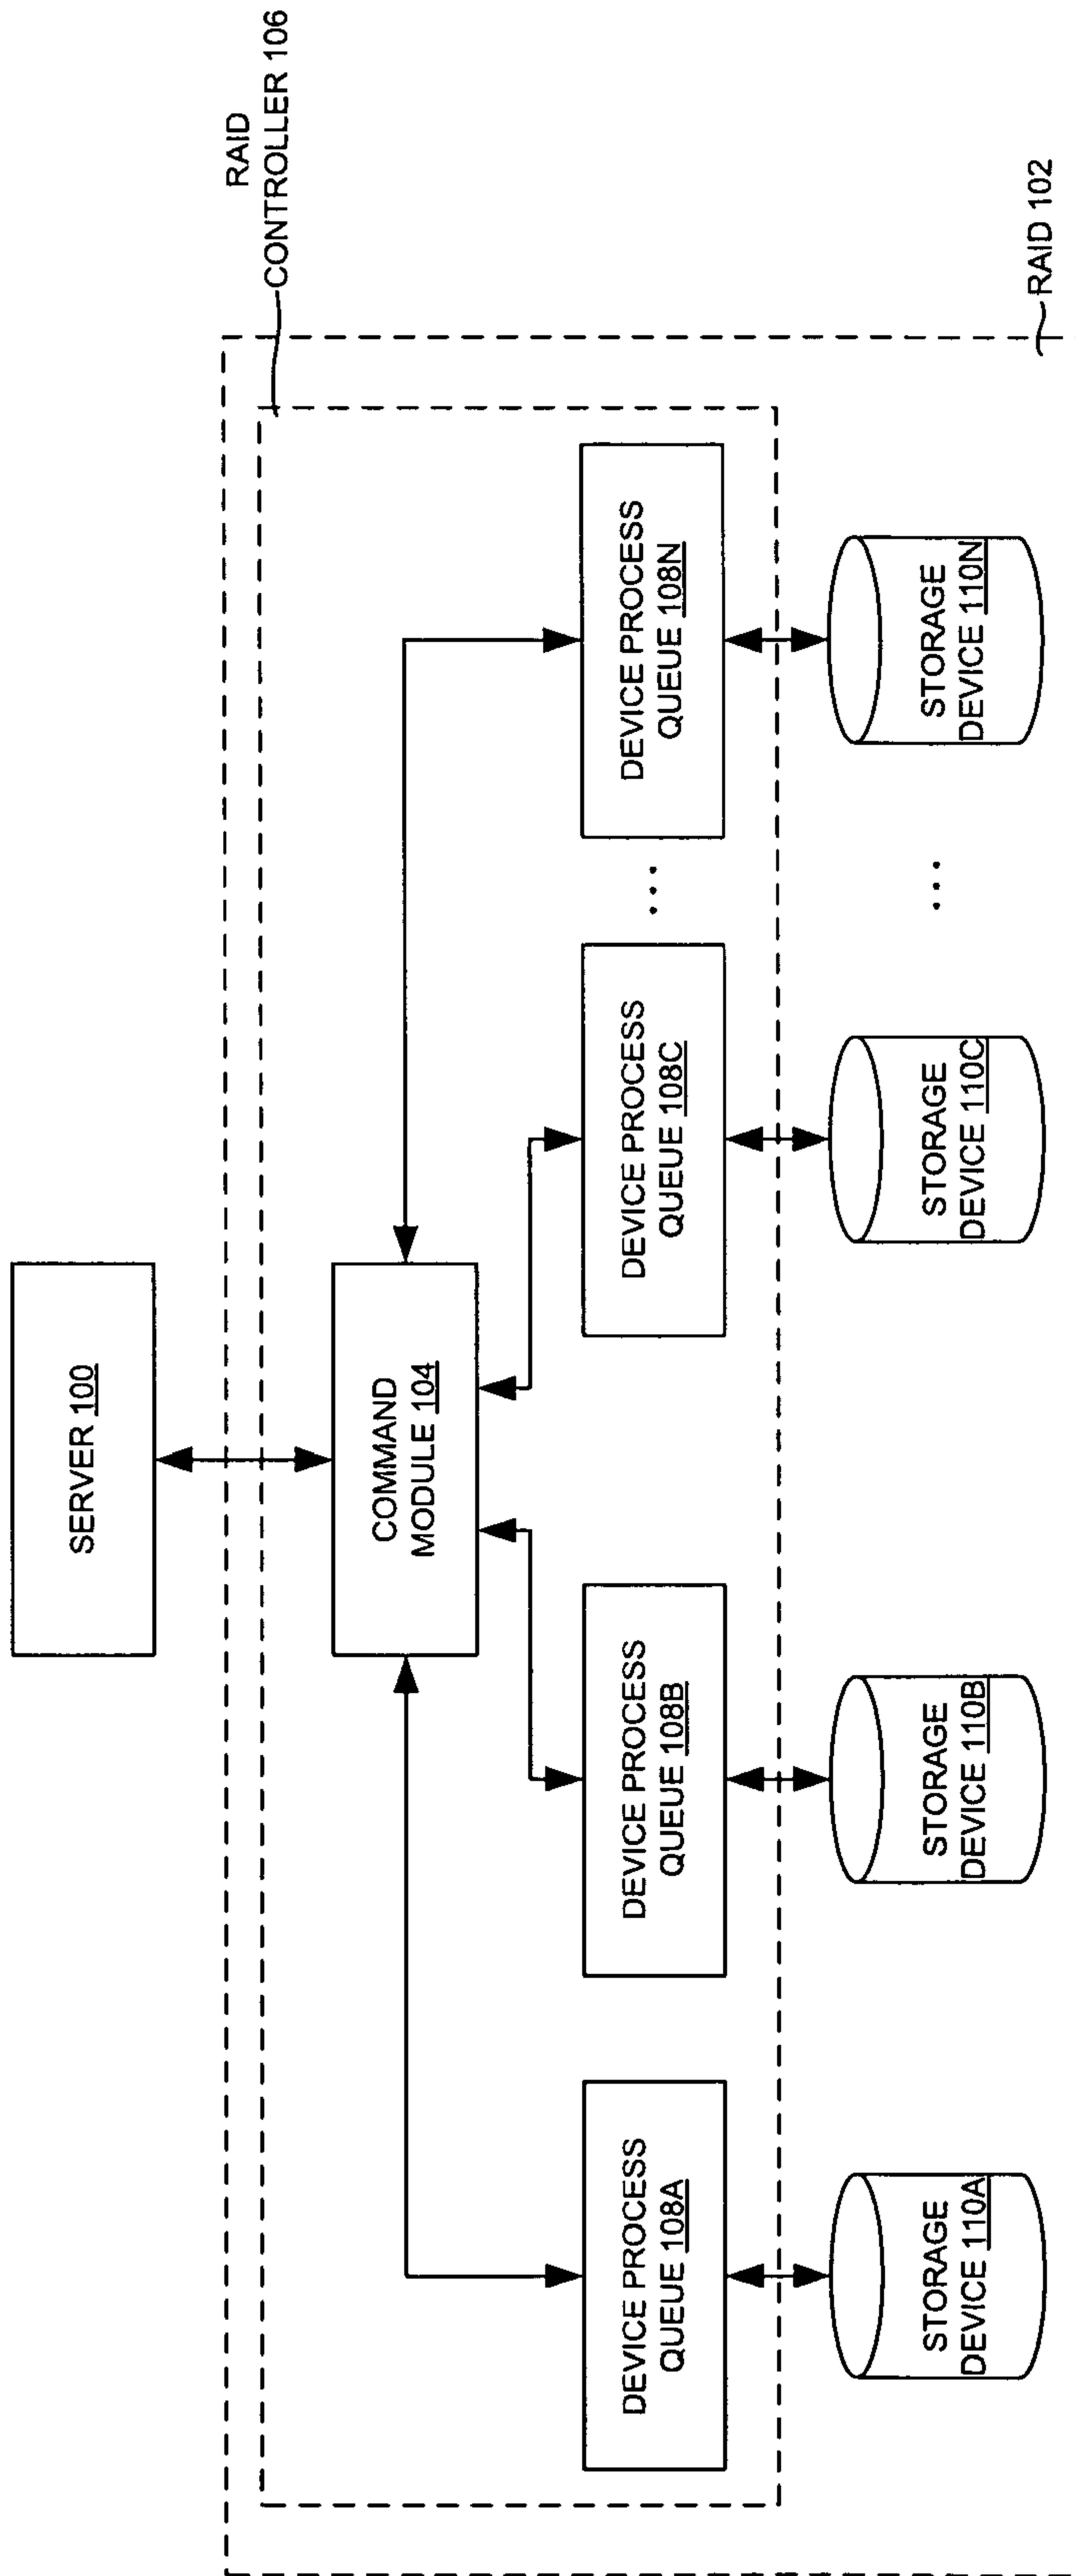 SERVER 100
RAID
CONTROLLER 106
COMMAND
MODULE 104
DEVICE PROCESS
QUEUE 108A
DEVICE PROCESS
QUEUE 108B
DEVICE PROCESS
QUEUE 108C
...
DEVICE PROCESS
QUEUE 108N
STORAGE
DEVICE 110A
STORAGE
DEVICE 110B
STORAGE
DEVICE 110C
...
STORAGE
DEVICE 110N
RAID 102